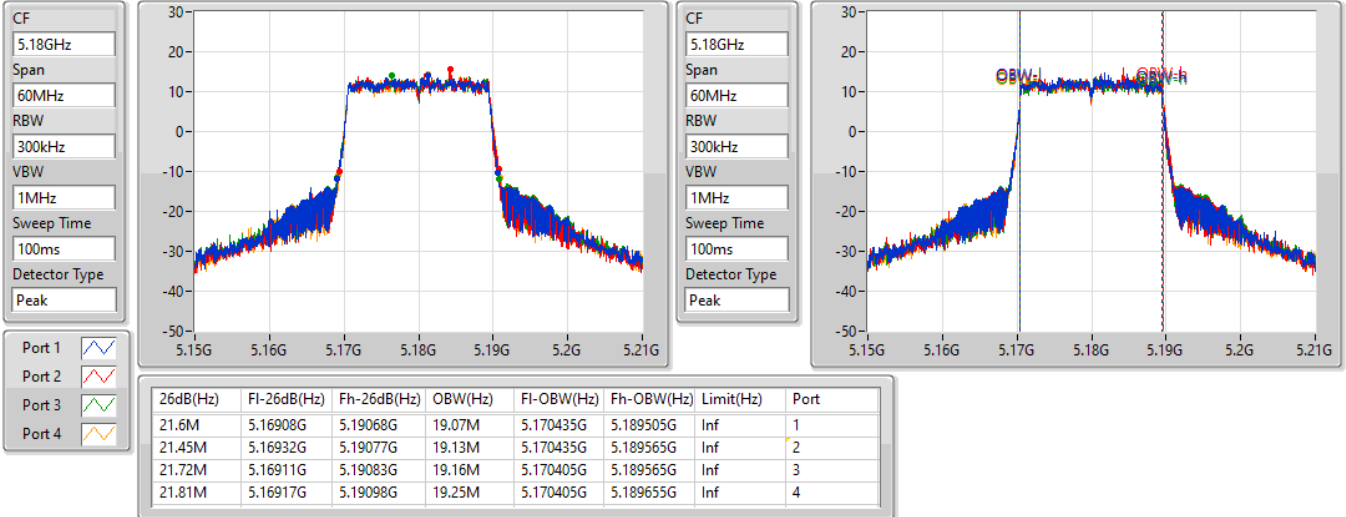 CF
5.18GHz
Span
60MHz
RBW
300kHz
VBW
1MHz
Sweep Time
100ms
Detector Type
Peak
30
20
10
0
-10
-20
-30
-40
-50
5.15G 5.16G 5.17G 5.18G 5.19G 5.2G 5.21G
CF
5.18GHz
Span
60MHz
RBW
300kHz
VBW
1MHz
Sweep Time
100ms
Detector Type
Peak
30
20
10
0
-10
-20
-30
-40
-50
OBW-l OBW-h
5.15G 5.16G 5.17G 5.18G 5.19G 5.2G 5.21G
Port 1
Port 2
Port 3
Port 4
26dB(Hz) Fl-26dB(Hz) Fh-26dB(Hz) OBW(Hz) Fl-OBW(Hz) Fh-OBW(Hz) Limit(Hz) Port
21.6M 5.16908G 5.19068G 19.07M 5.170435G 5.189505G Inf 1
21.45M 5.16932G 5.19077G 19.13M 5.170435G 5.189565G Inf 2
21.72M 5.16911G 5.19083G 19.16M 5.170405G 5.189565G Inf 3
21.81M 5.16917G 5.19098G 19.25M 5.170405G 5.189655G Inf 4